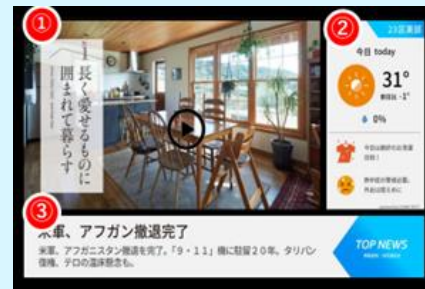 ①
長く愛せるものに
囲まれて暮らす
②
23区東部
今日 today
31°
前日比 -1°
0%
③
米軍、アフガン撤退完了
米軍、アフガニスタン撤退を完了。「9・11」機に駐留20年。タリバン
復権、テロの温床懸念も。
TOP NEWS